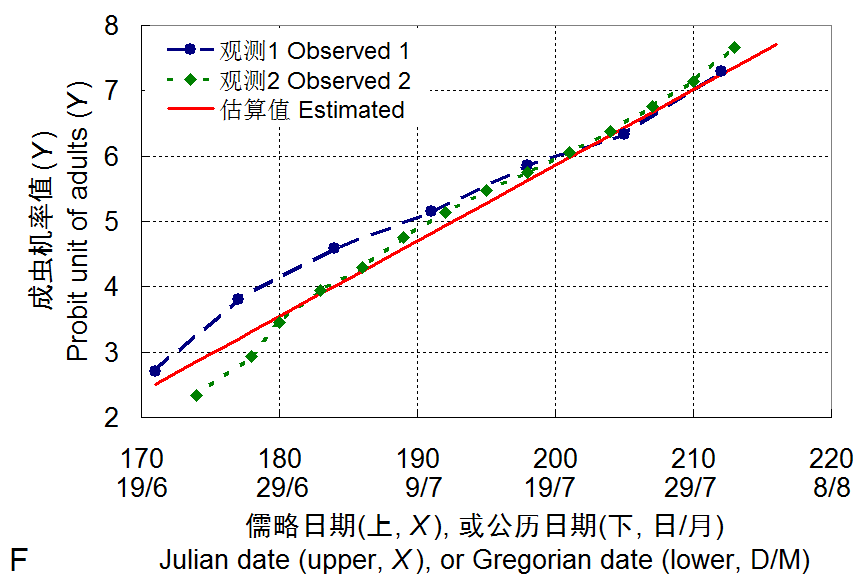 观测1 Observed 1
观测2 Observed 2
估算值 Estimated
成虫机率值 (Y)
Probit unit of adults (Y)
8
7
6
5
4
3
2
170 180 190 200 210 220
19/6 29/6 9/7 19/7 29/7 8/8
儒略日期(上, X), 或公历日期(下, 日/月)
F Julian date (upper, X), or Gregorian date (lower, D/M)